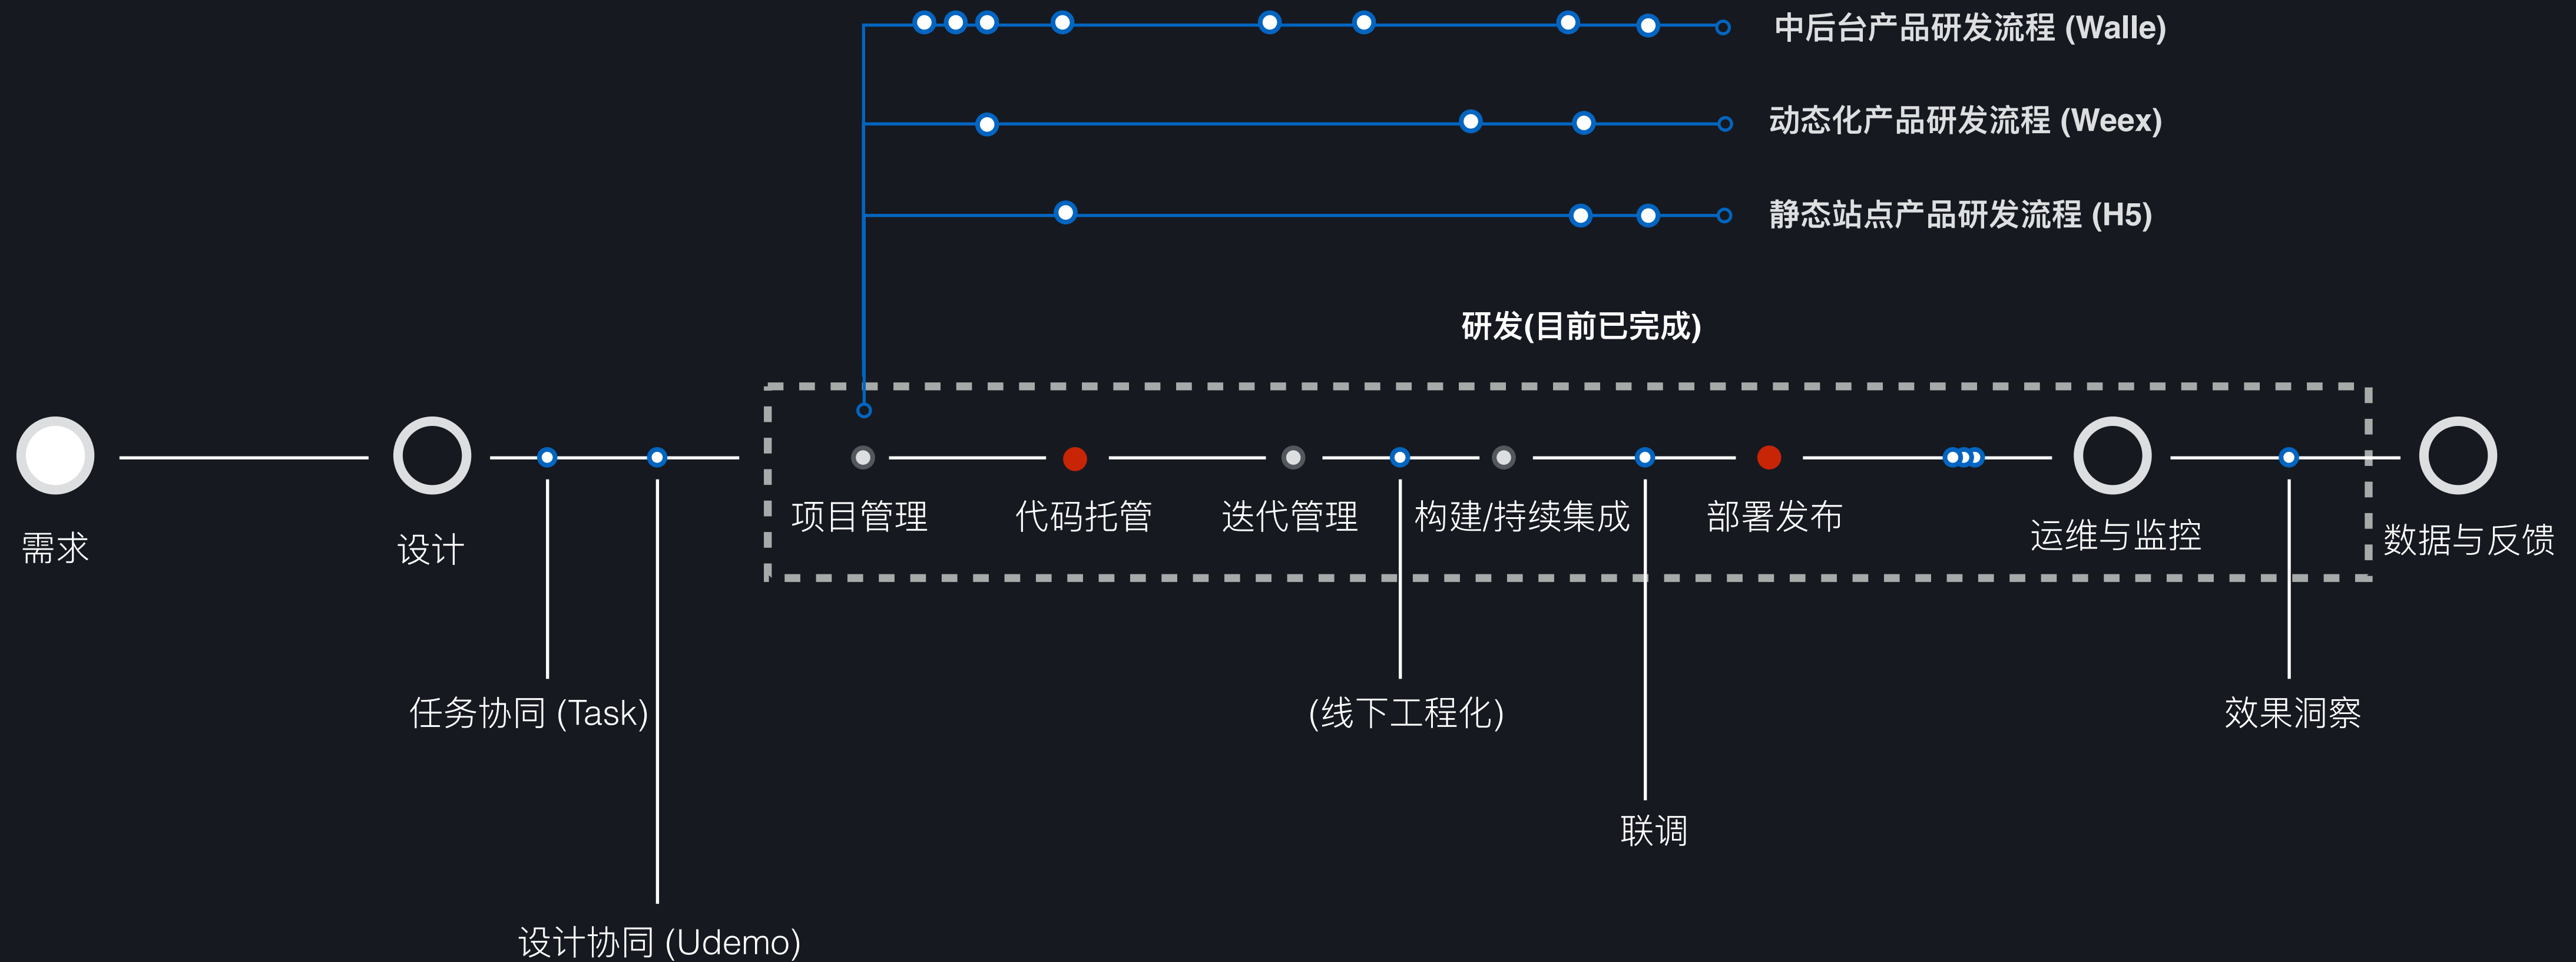 中后台产品研发流程 (Walle)
动态化产品研发流程 (Weex)
静态站点产品研发流程 (H5)
研发(目前已完成)
需求
设计
项目管理
代码托管
迭代管理
构建/持续集成
部署发布
运维与监控
数据与反馈
任务协同 (Task)
(线下工程化)
效果洞察
联调
设计协同 (Udemo)